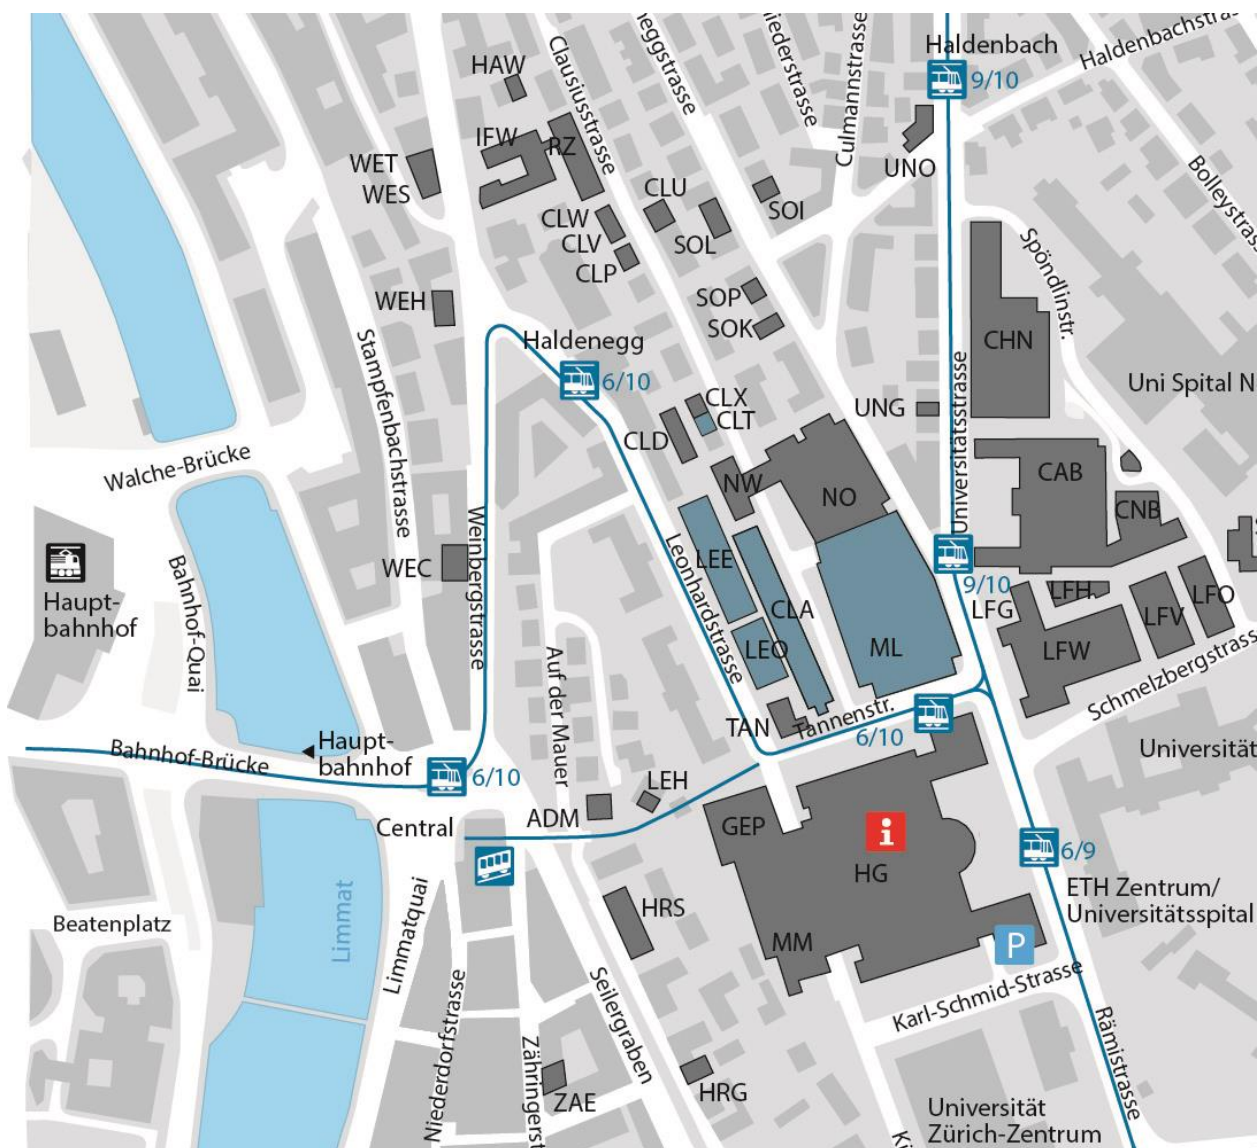 Haldenbach
9/10
Haldenbachstras
Clausiusstrasse
neggstrasse
niederstrasse
Culmannstrasse
HAW
IFW
RZ
WET
WES
UNO
Bolleystrass
CLU
SOI
CLW
CLV
SOL
CLP
Spöndlinstr.
WEH
SOP
SOK
Stampfenbachstrasse
Haldenegg
6/10
CHN
Uni Spital N
CLX
CLT
UNG
CLD
Universitätsstrasse
Walche-Brücke
NW
NO
CAB
CNB
Weinbergstrasse
Leonhardstrasse
WEC
LEE
9/10
Haupt-
bahnhof
Bahnhof-Quai
CLA
LFG
LFH
LFO
LFV
LEO
ML
LFW
Schmelzbergstrass
Auf der Mauer
TAN
Tannenstr.
6/10
Bahnhof-Brücke
Haupt-
bahnhof
6/10
Universität
LEH
ADM
Central
GEP
i
HG
6/9
ETH Zentrum/
Universitätsspital
Beatenplatz
Limmat
Limmatquai
HRS
MM
P
Karl-Schmid-Strasse
Niederdorfstrasse
Seilergraben
Rämistrasse
Zähringerst
ZAE
HRG
Universität
Zürich-Zentrum